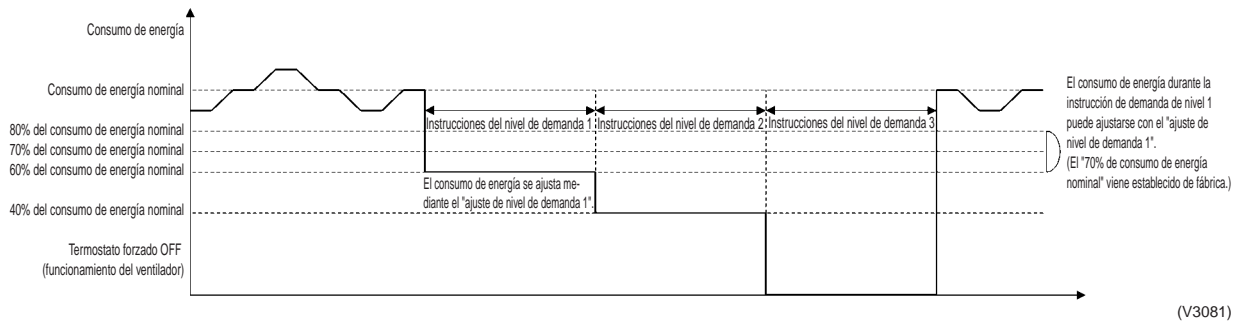 Consumo de energía
Consumo de energía nominal
80% del consumo de energía nominal
70% del consumo de energía nominal
60% del consumo de energía nominal
40% del consumo de energía nominal
Termostato forzado OFF
(funcionamiento del ventilador)
Instrucciones del nivel de demanda 1
Instrucciones del nivel de demanda 2
Instrucciones del nivel de demanda 3
El consumo de energía se ajusta me-
diante el "ajuste de nivel de demanda 1".
El consumo de energía durante la
instrucción de demanda de nivel 1
puede ajustarse con el "ajuste de
nivel de demanda 1".
(El "70% de consumo de energía
nominal" viene establecido de fábrica.)
(V3081)